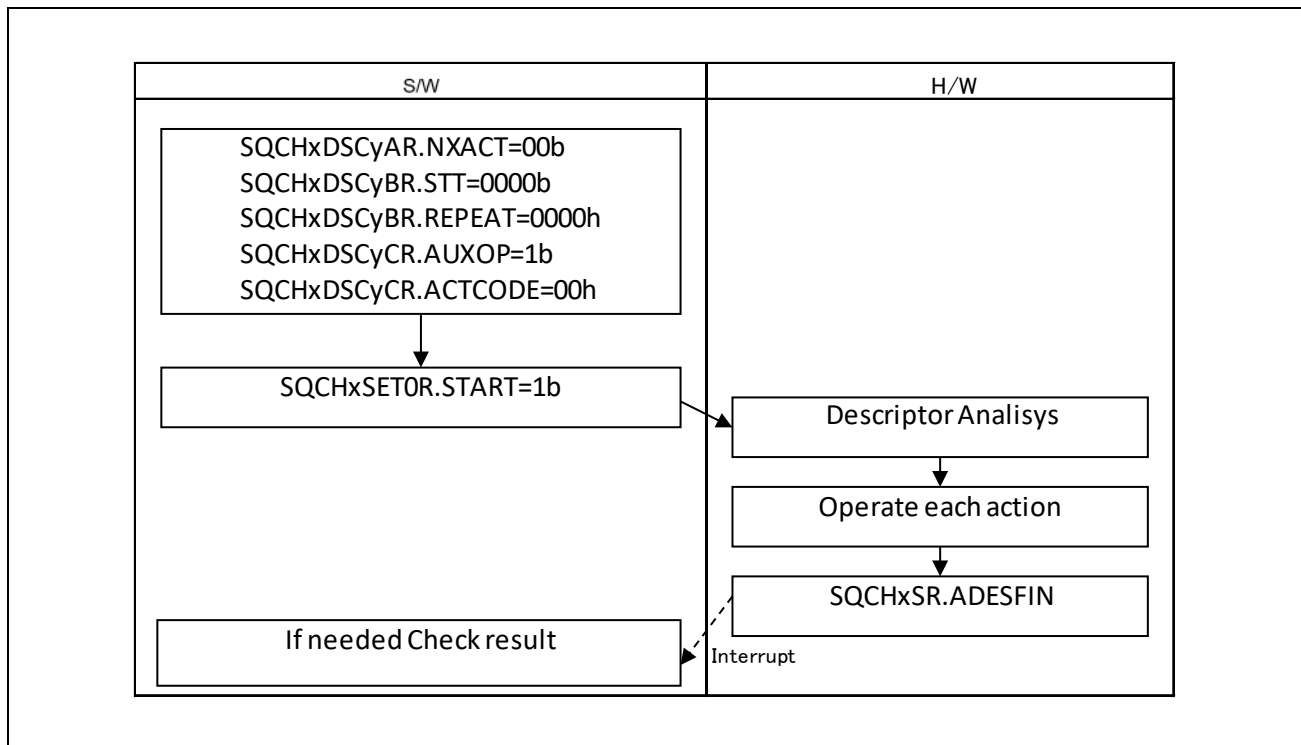 S/W
H/W
SQCHxDSCyAR.NXACT=00b
SQCHxDSCyBR.STT=0000b
SQCHxDSCyBR.REPEAT=0000h
SQCHxDSCyCR.AUXOP=1b
SQCHxDSCyCR.ACTCODE=00h
SQCHxSET0R.START=1b
Descriptor Analisys
Operate each action
SQCHxSR.ADESFIN
If needed Check result
Interrupt